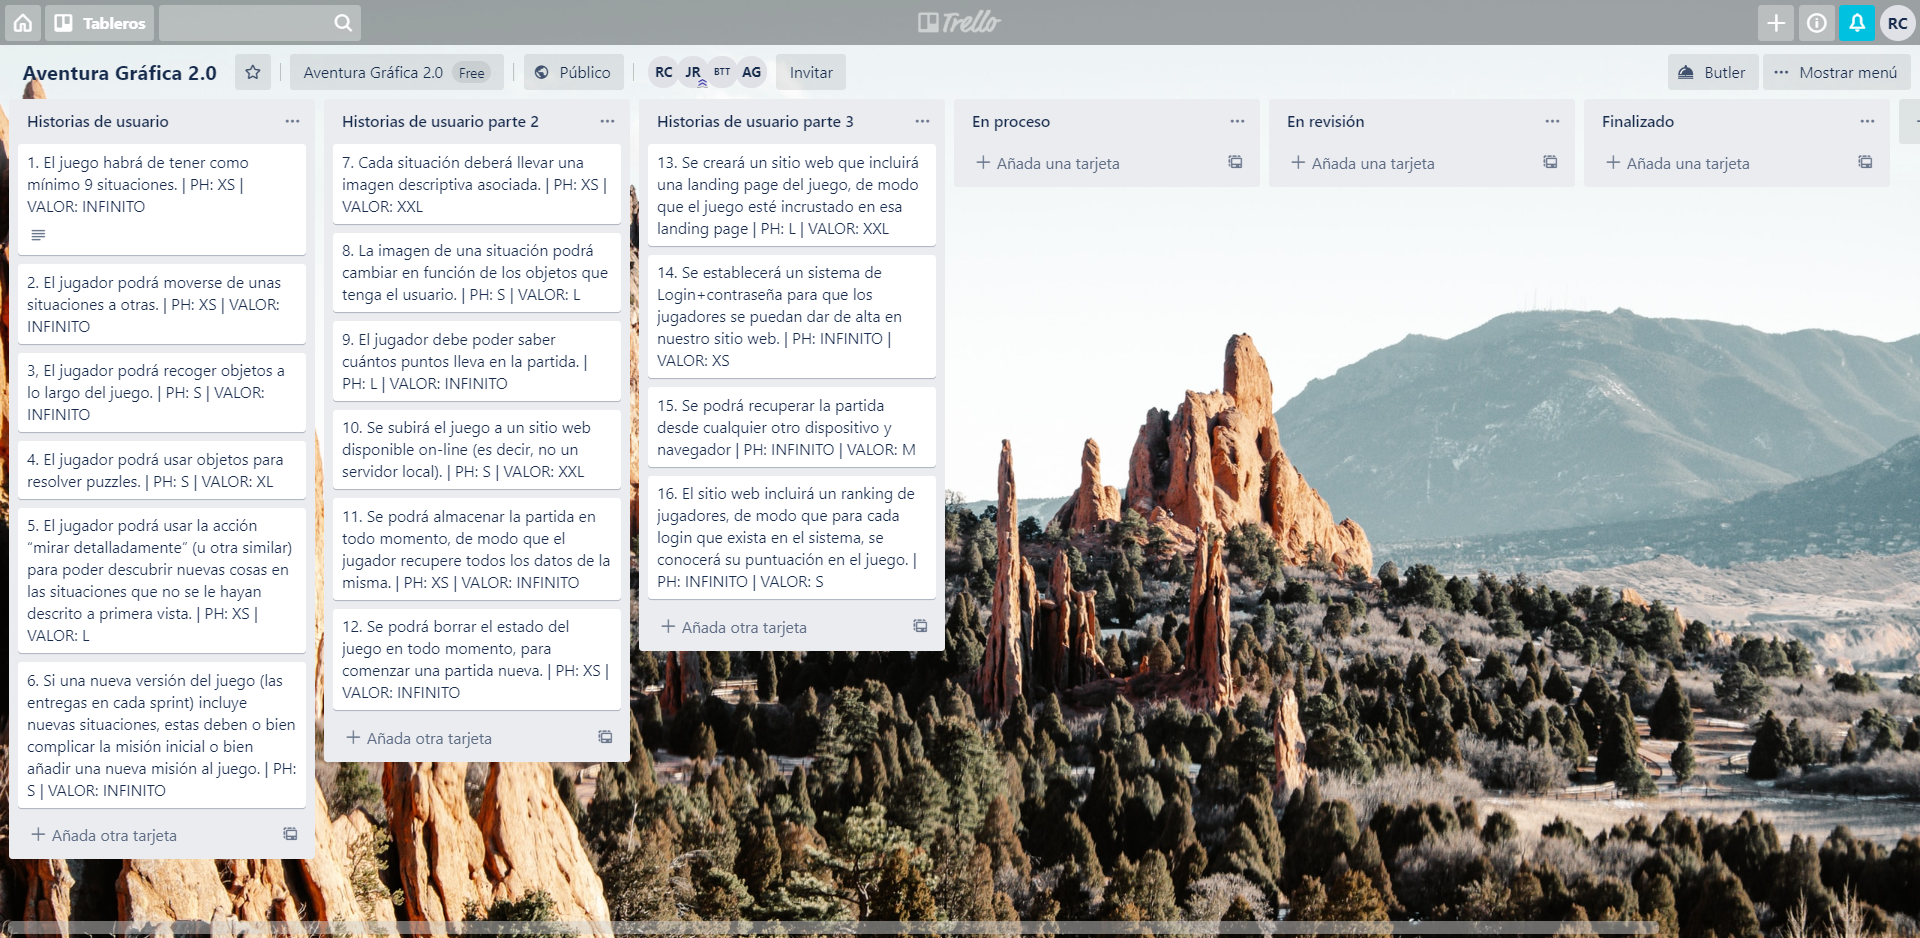 Tableros
Trello
RC
Aventura Gráfica 2.0
Aventura Gráfica 2.0 Free
Público
RC JR BTT AG
Invitar
Butler
Mostrar menú
Historias de usuario
1. El juego habrá de tener como
mínimo 9 situaciones. | PH: XS |
VALOR: INFINITO
2. El jugador podrá moverse de unas
situaciones a otras. | PH: XS | VALOR:
INFINITO
3, El jugador podrá recoger objetos a
lo largo del juego. | PH: S | VALOR:
INFINITO
4. El jugador podrá usar objetos para
resolver puzzles. | PH: S | VALOR: XL
5. El jugador podrá usar la acción
“mirar detalladamente” (u otra similar)
para poder descubrir nuevas cosas en
las situaciones que no se le hayan
descrito a primera vista. | PH: XS |
VALOR: L
6. Si una nueva versión del juego (las
entregas en cada sprint) incluye
nuevas situaciones, estas deben o bien
complicar la misión inicial o bien
añadir una nueva misión al juego. | PH:
S | VALOR: INFINITO
Añada otra tarjeta
Historias de usuario parte 2
7. Cada situación deberá llevar una
imagen descriptiva asociada. | PH: XS |
VALOR: XXL
8. La imagen de una situación podrá
cambiar en función de los objetos que
tenga el usuario. | PH: S | VALOR: L
9. El jugador debe poder saber
cuántos puntos lleva en la partida. |
PH: L | VALOR: INFINITO
10. Se subirá el juego a un sitio web
disponible on-line (es decir, no un
servidor local). | PH: S | VALOR: XXL
11. Se podrá almacenar la partida en
todo momento, de modo que el
jugador recupere todos los datos de la
misma. | PH: XS | VALOR: INFINITO
12. Se podrá borrar el estado del
juego en todo momento, para
comenzar una partida nueva. | PH: XS |
VALOR: INFINITO
Añada otra tarjeta
Historias de usuario parte 3
13. Se creará un sitio web que incluirá
una landing page del juego, de modo
que el juego esté incrustado en esa
landing page | PH: L | VALOR: XXL
14. Se establecerá un sistema de
Login+contraseña para que los
jugadores se puedan dar de alta en
nuestro sitio web. | PH: INFINITO |
VALOR: XS
15. Se podrá recuperar la partida
desde cualquier otro dispositivo y
navegador | PH: INFINITO | VALOR: M
16. El sitio web incluirá un ranking de
jugadores, de modo que para cada
login que exista en el sistema, se
conocerá su puntuación en el juego. |
PH: INFINITO | VALOR: S
Añada otra tarjeta
En proceso
Añada una tarjeta
En revisión
Añada una tarjeta
Finalizado
Añada una tarjeta